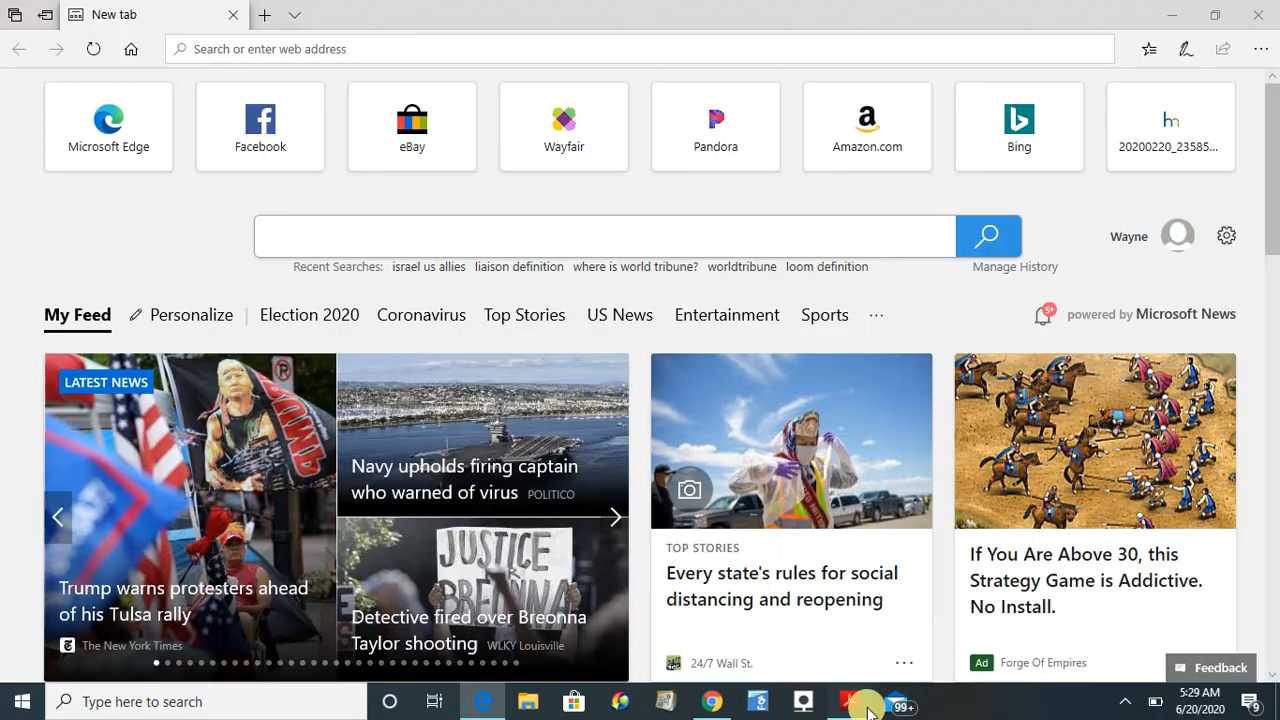 New tab
Search or enter web address
Microsoft Edge
Facebook
eBay
Wayfair
Pandora
Amazon.com
Bing
20200220_23585...
Wayne
Recent Searches: israel us allies liaison definition where is world tribune? worldtribune loom definition
Manage History
My Feed
Personalize
Election 2020
Coronavirus
Top Stories
US News
Entertainment
Sports
5+
powered by Microsoft News
LATEST NEWS
Trump warns protesters ahead
of his Tulsa rally
The New York Times
Navy upholds firing captain
who warned of virus POLITICO
JUSTICE
BREONNA
Detective fired over Breonna
Taylor shooting WLKY Louisville
TOP STORIES
Every state's rules for social
distancing and reopening
24/7 Wall St.
If You Are Above 30, this
Strategy Game is Addictive.
No Install.
Ad Forge Of Empires
Feedback
Type here to search
99+
5:29 AM
6/20/2020
9